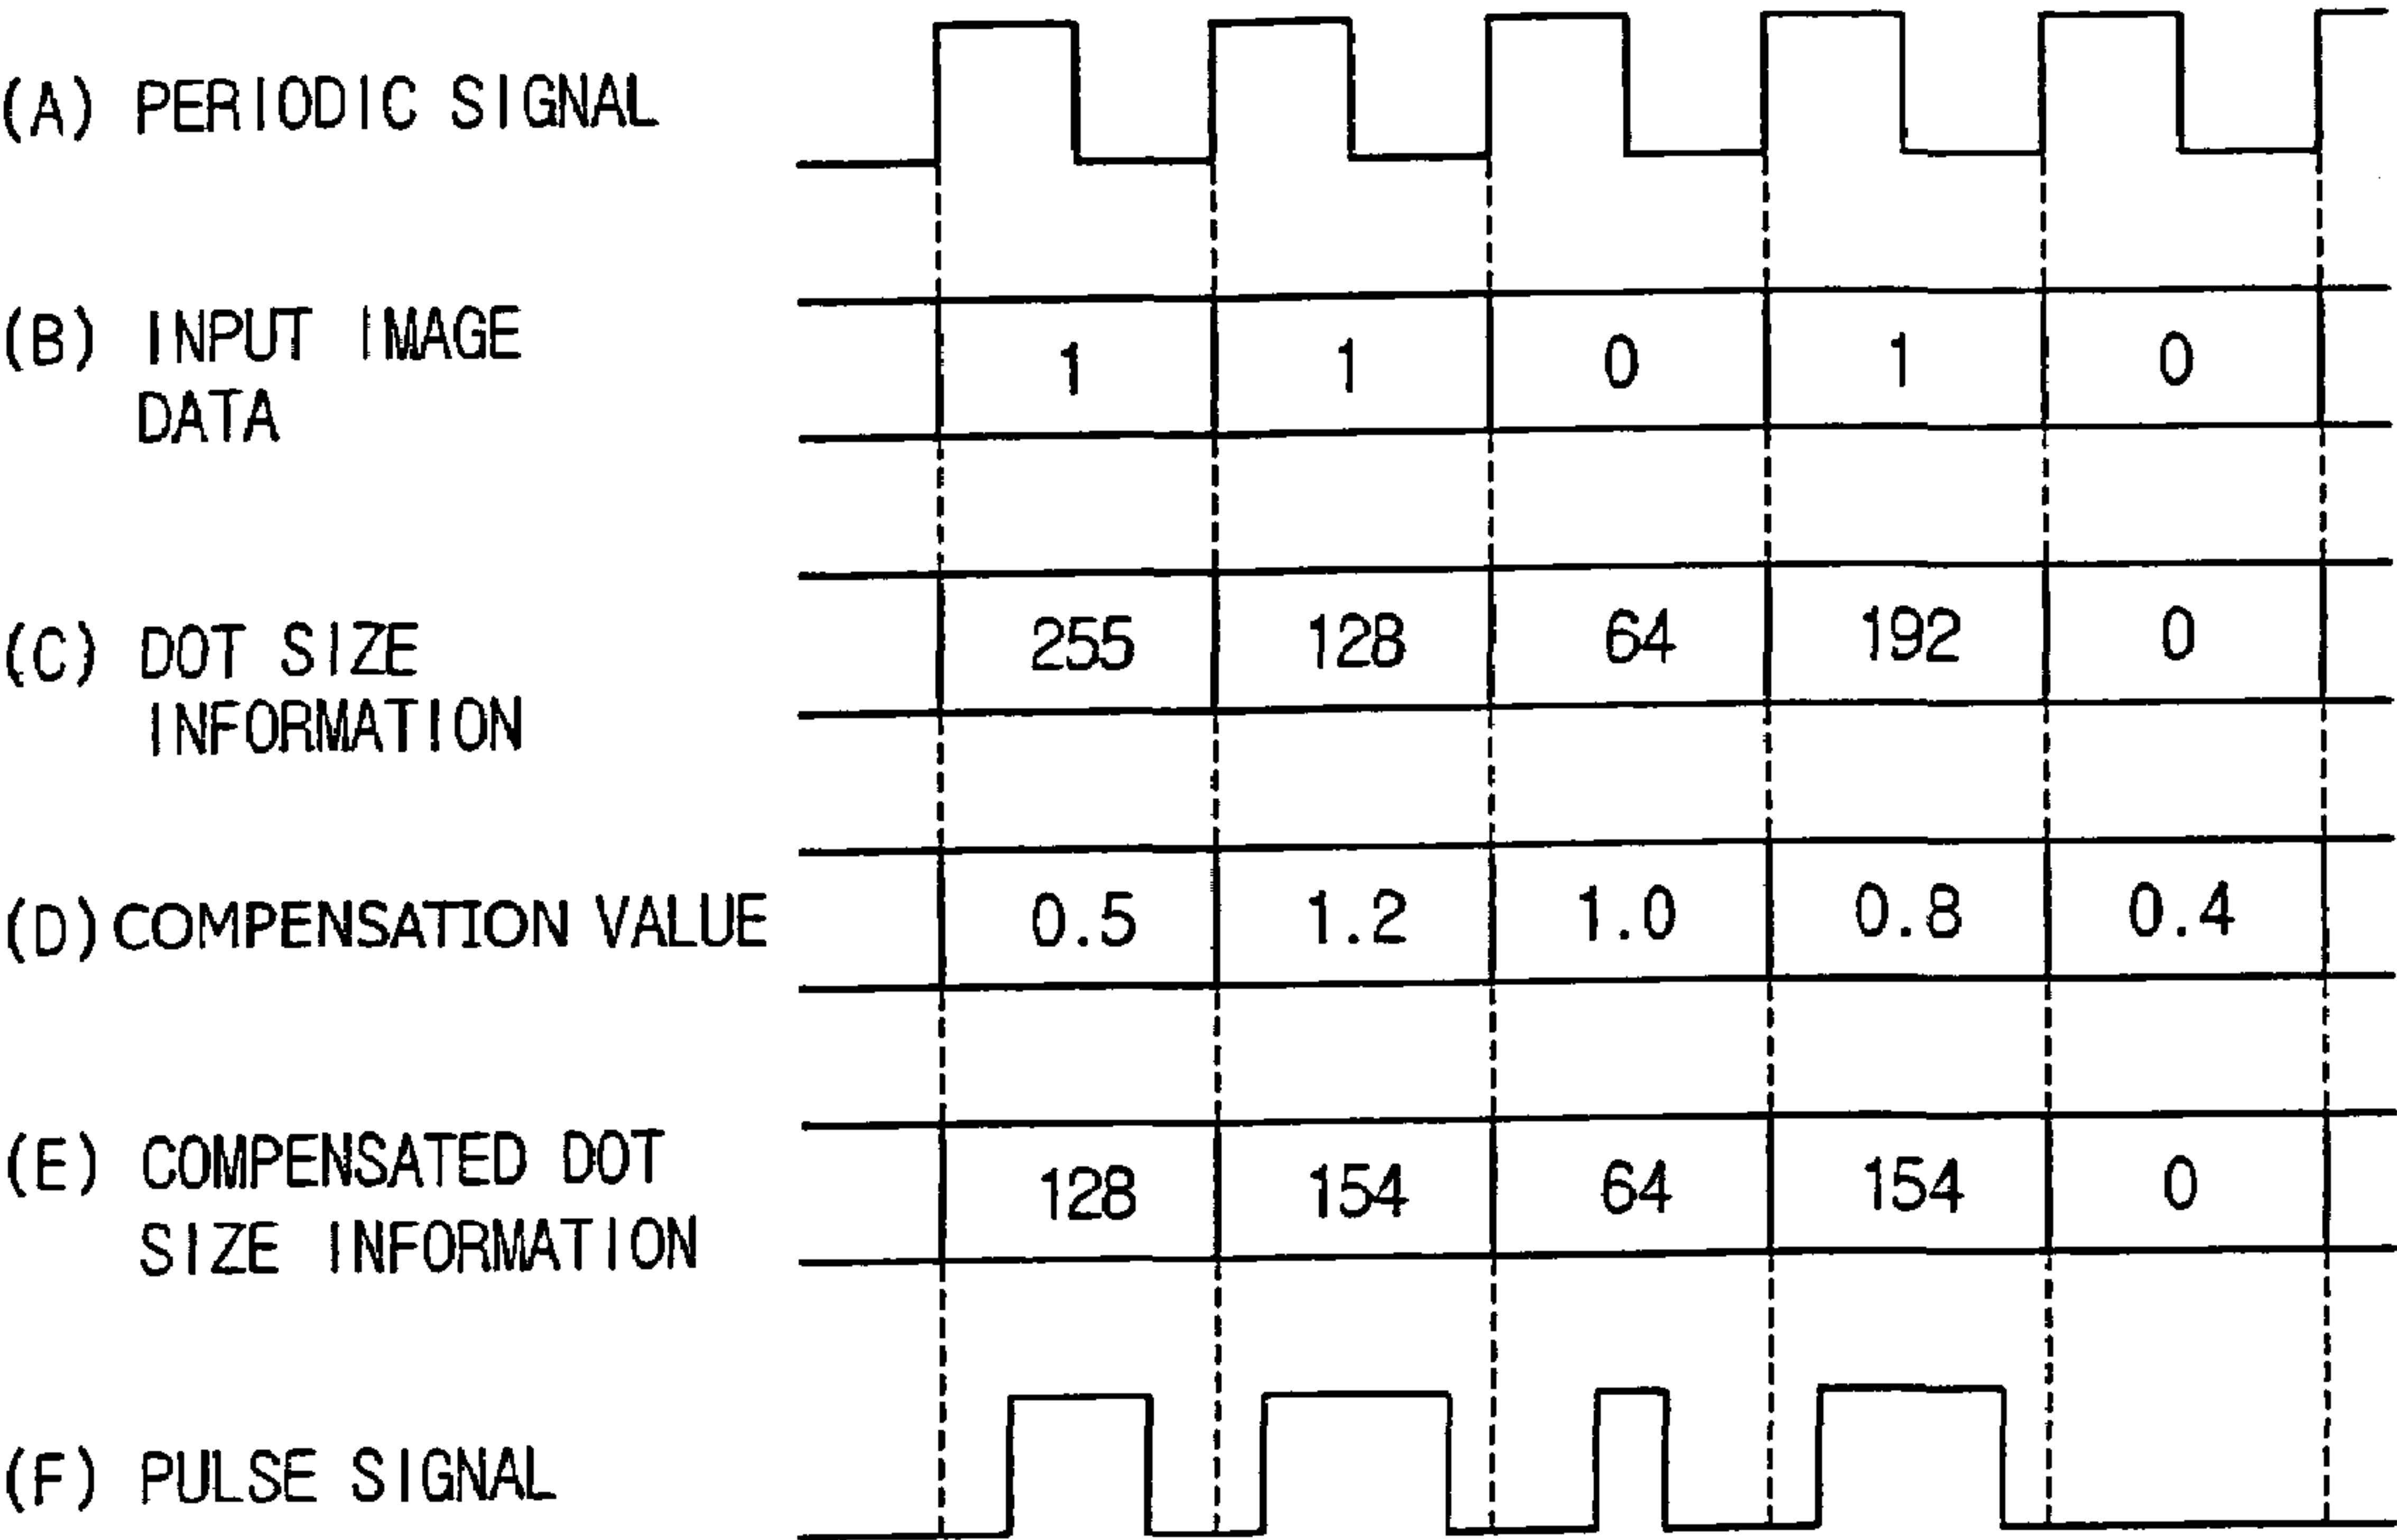 (A) PERIODIC SIGNAL
(B) INPUT IMAGE
DATA
1 1 0 1 0
(C) DOT SIZE
INFORMATION
255 128 64 192 0
(D) COMPENSATION VALUE
0.5 1.2 1.0 0.8 0.4
(E) COMPENSATED DOT
SIZE INFORMATION
128 154 64 154 0
(F) PULSE SIGNAL